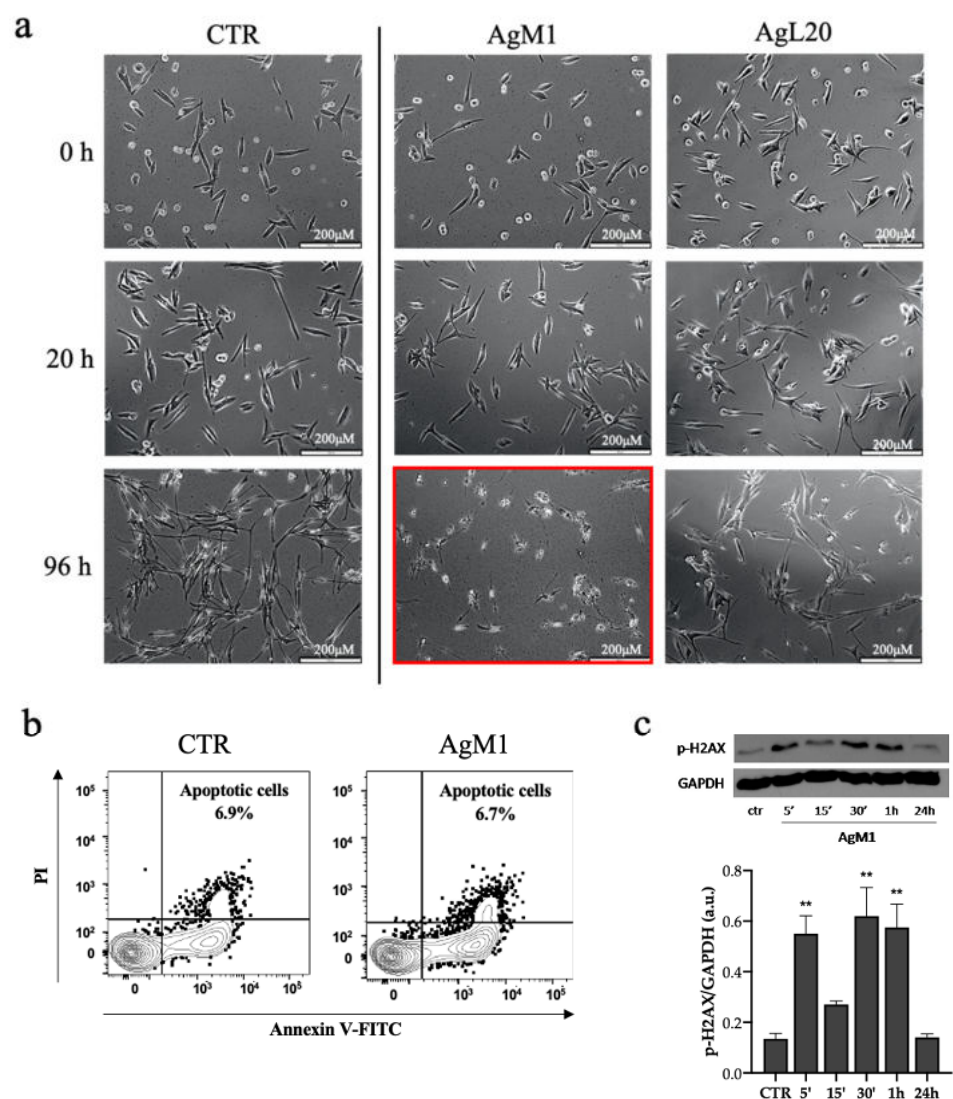 a
CTR
AgM1
AgL20
0 h
200µM
200µM
200µM
20 h
200µM
200µM
200µM
96 h
200µM
200µM
200µM
b
CTR
AgM1
PI
10⁵
10⁴
10³
10²
0
Apoptotic cells
6.9%
0
10³
10⁴
10⁵
10⁵
10⁴
10³
10²
0
Apoptotic cells
6.7%
0
10³
10⁴
10⁵
Annexin V-FITC
c
p-H2AX
GAPDH
ctr 5' 15' 30' 1h 24h
AgM1
p-H2AX/GAPDH (a.u.)
0.8
0.6
0.4
0.2
0.0
**
**
**
CTR 5' 15' 30' 1h 24h